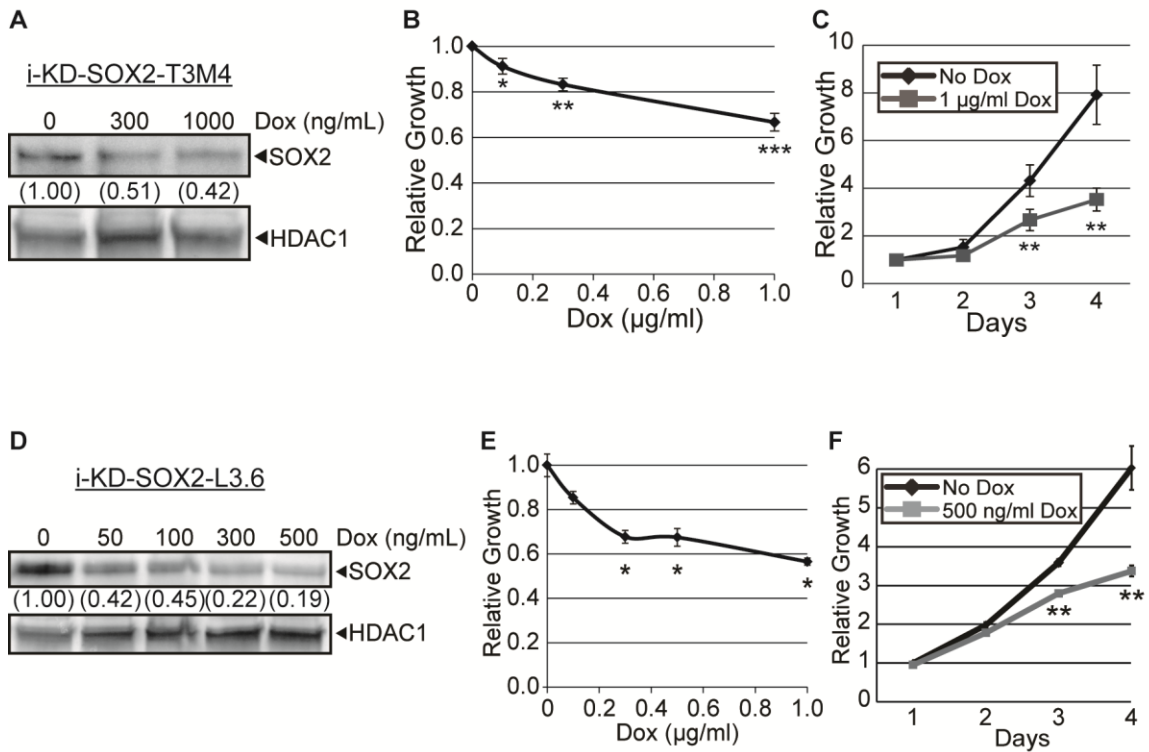 A
i-KD-SOX2-T3M4
0 300 1000 Dox (ng/mL)
◄SOX2
(1.00) (0.51) (0.42)
◄HDAC1
B
Relative Growth
1.0
0.8
0.6
0.4
0.2
0.0
*
**
***
0 0.2 0.4 0.6 0.8 1.0
Dox (µg/ml)
C
Relative Growth
10
8
6
4
2
0
No Dox
1 µg/ml Dox
**
**
1 2 3 4
Days
D
i-KD-SOX2-L3.6
0 50 100 300 500 Dox (ng/mL)
◄SOX2
(1.00) (0.42) (0.45) (0.22) (0.19)
◄HDAC1
E
Relative Growth
1.0
0.8
0.6
0.4
0.2
0.0
* * *
0 0.2 0.4 0.6 0.8 1.0
Dox (µg/ml)
F
Relative Growth
6
5
4
3
2
1
0
No Dox
500 ng/ml Dox
**
**
1 2 3 4
Days